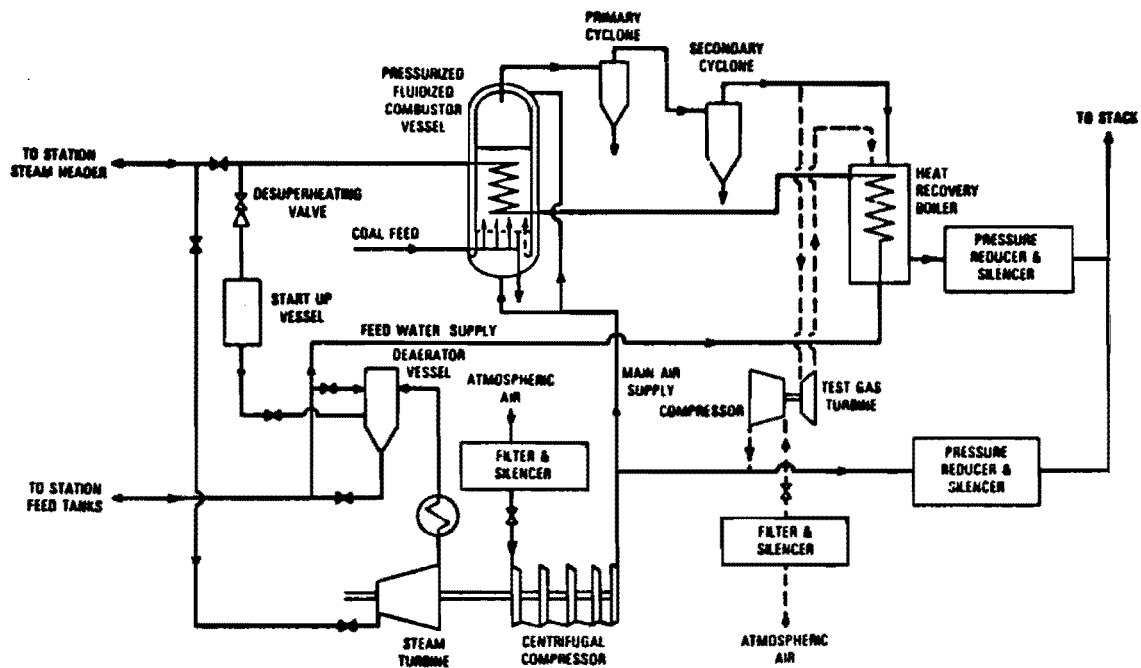 PRIMARY
CYCLONE
SECONDARY
CYCLONE
PRESSURIZED
FLUIDIZED
COMBUSTOR
VESSEL
TO STACK
TO STATION
STEAM HEADER
DESUPERHEATING
VALVE
HEAT
RECOVERY
BOILER
COAL FEED
PRESSURE
REDUCER &
SILENCER
START UP
VESSEL
FEED WATER SUPPLY
DEAERATOR
VESSEL
ATMOSPHERIC
AIR
MAIN AIR
SUPPLY
COMPRESSOR
TEST GAS
TURBINE
FILTER &
SILENCER
PRESSURE
REDUCER &
SILENCER
TO STATION
FEED TANKS
FILTER &
SILENCER
STEAM
TURBINE
CENTRIFUGAL
COMPRESSOR
ATMOSPHERIC
AIR